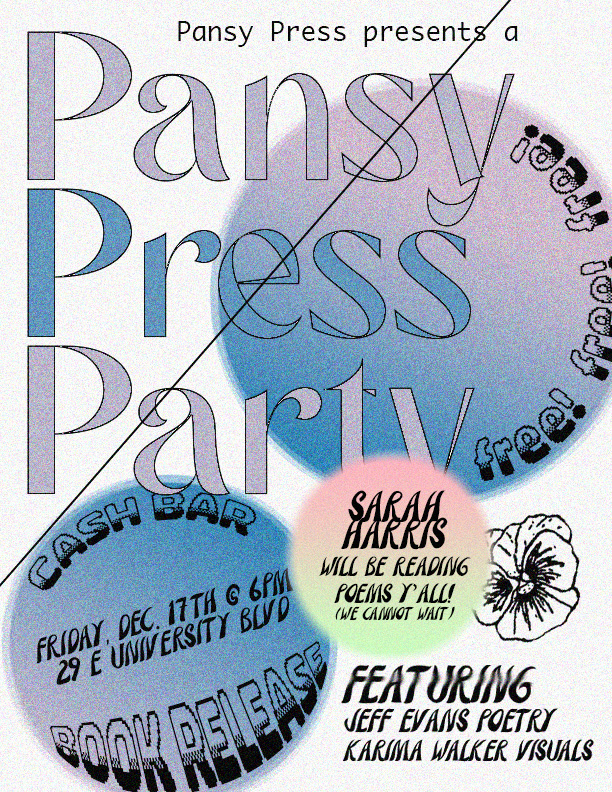 Pansy Press presents a
Pansy
Press
Party
free!
free!
free!
CASH BAR
FRIDAY, DEC. 17TH @ 6PM
29 E UNIVERSITY BLVD
BOOK RELEASE
SARAH
HARRIS
WILL BE READING
POEMS Y'ALL!
(WE CANNOT WAIT)
FEATURING
JEFF EVANS POETRY
KARIMA WALKER VISUALS